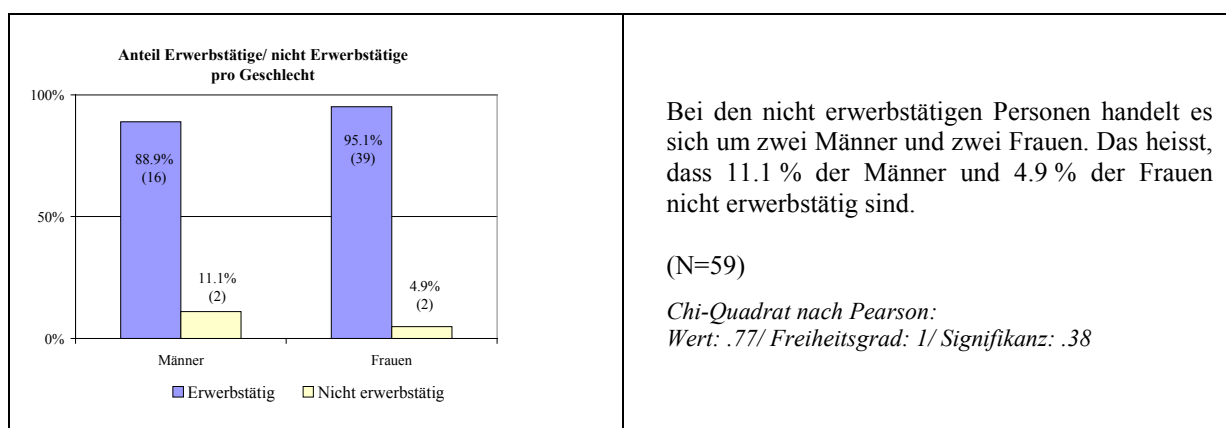 Anteil Erwerbstätige/ nicht Erwerbstätige
pro Geschlecht
100%
50%
0%
88.9%
(16)
11.1%
(2)
95.1%
(39)
4.9%
(2)
Männer
Frauen
Erwerbstätig
Nicht erwerbstätig
Bei den nicht erwerbstätigen Personen handelt es
sich um zwei Männer und zwei Frauen. Das heisst,
dass 11.1 % der Männer und 4.9 % der Frauen
nicht erwerbstätig sind.
(N=59)
Chi-Quadrat nach Pearson:
Wert: .77/ Freiheitsgrad: 1/ Signifikanz: .38